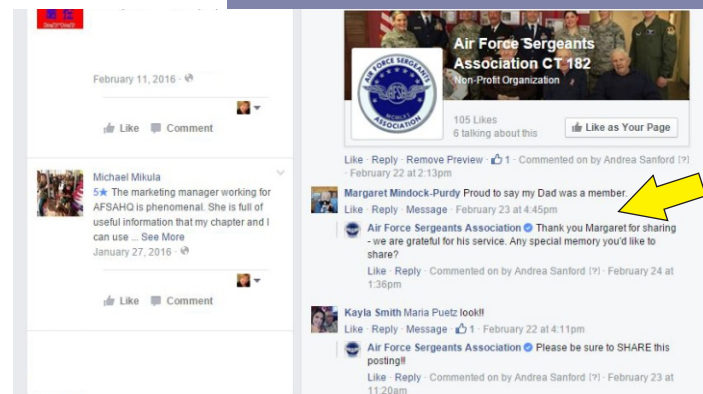 February 11, 2016
Like Comment
Michael Mikula
5★ The marketing manager working for
AFSAHQ is phenomenal. She is full of
useful information that my chapter and I
can use ... See More
January 27, 2016
Like Comment
Air Force Sergeants
Association CT 182
Non-Profit Organization
AIR FORCE SERGEANTS
AFSA
ASSOCIATION
105 Likes
6 talking about this
Like as Your Page
Like · Reply · Remove Preview · 1 · Commented on by Andrea Sanford [?]
· February 22 at 2:13pm
Margaret Mindock-Purdy Proud to say my Dad was a member.
Like · Reply · Message · February 23 at 4:45pm
Air Force Sergeants Association Thank you Margaret for sharing
- we are grateful for his service. Any special memory you'd like to
share?
Like · Reply · Commented on by Andrea Sanford [?] · February 24 at
1:36pm
Kayla Smith Maria Puetz look!!
Like · Reply · Message · 1 · February 22 at 4:11pm
Air Force Sergeants Association Please be sure to SHARE this
posting!!
Like · Reply · Commented on by Andrea Sanford [?] · February 23 at
11:20am